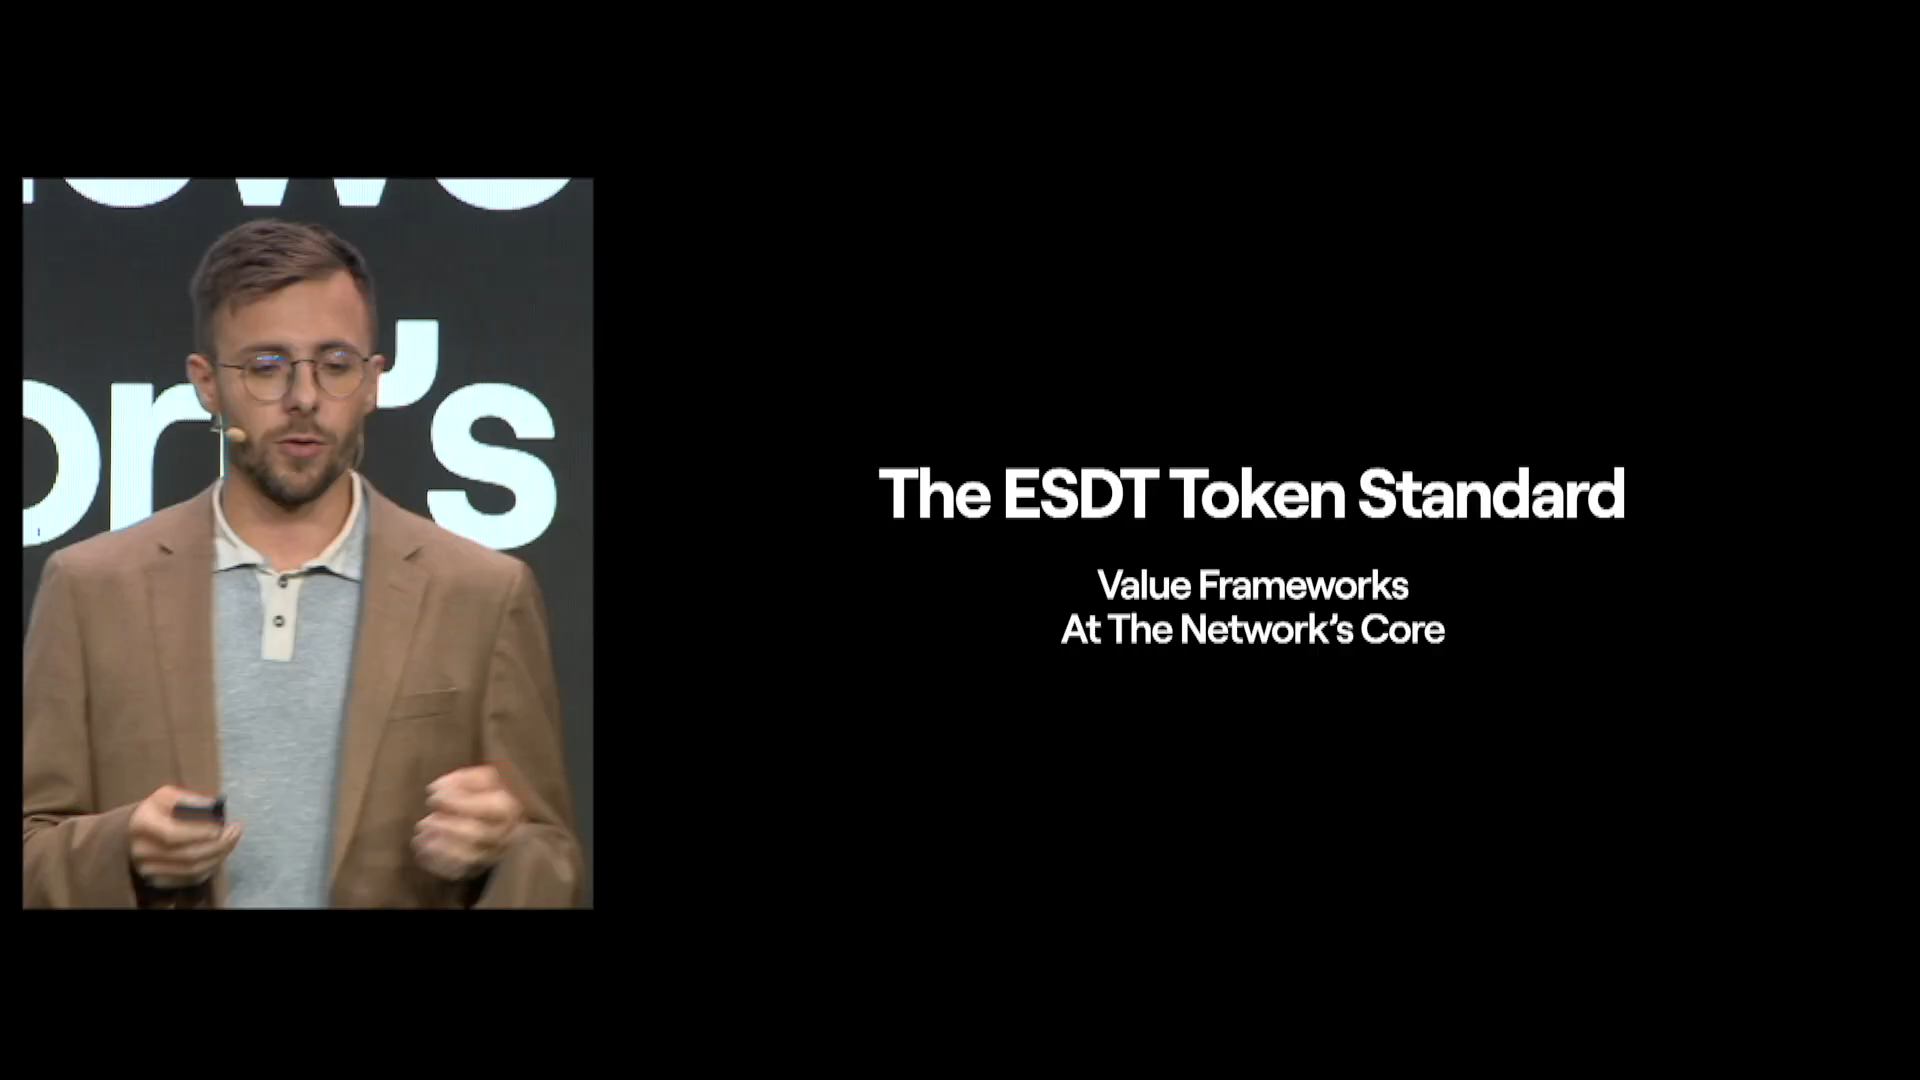 The ESDT Token Standard
Value Frameworks
At The Network's Core